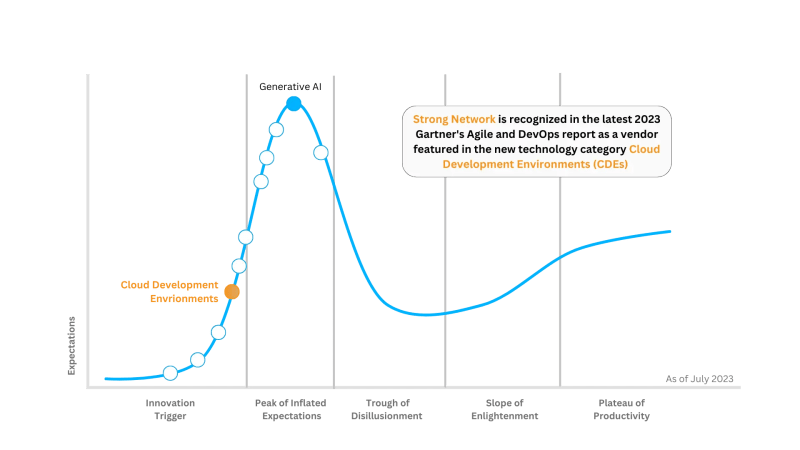 Generative AI
Strong Network is recognized in the latest 2023
Gartner's Agile and DevOps report as a vendor
featured in the new technology category Cloud
Development Environments (CDEs)
Cloud Development
Envrionments
Expectations
As of July 2023
Innovation
Trigger
Peak of Inflated
Expectations
Trough of
Disillusionment
Slope of
Enlightenment
Plateau of
Productivity